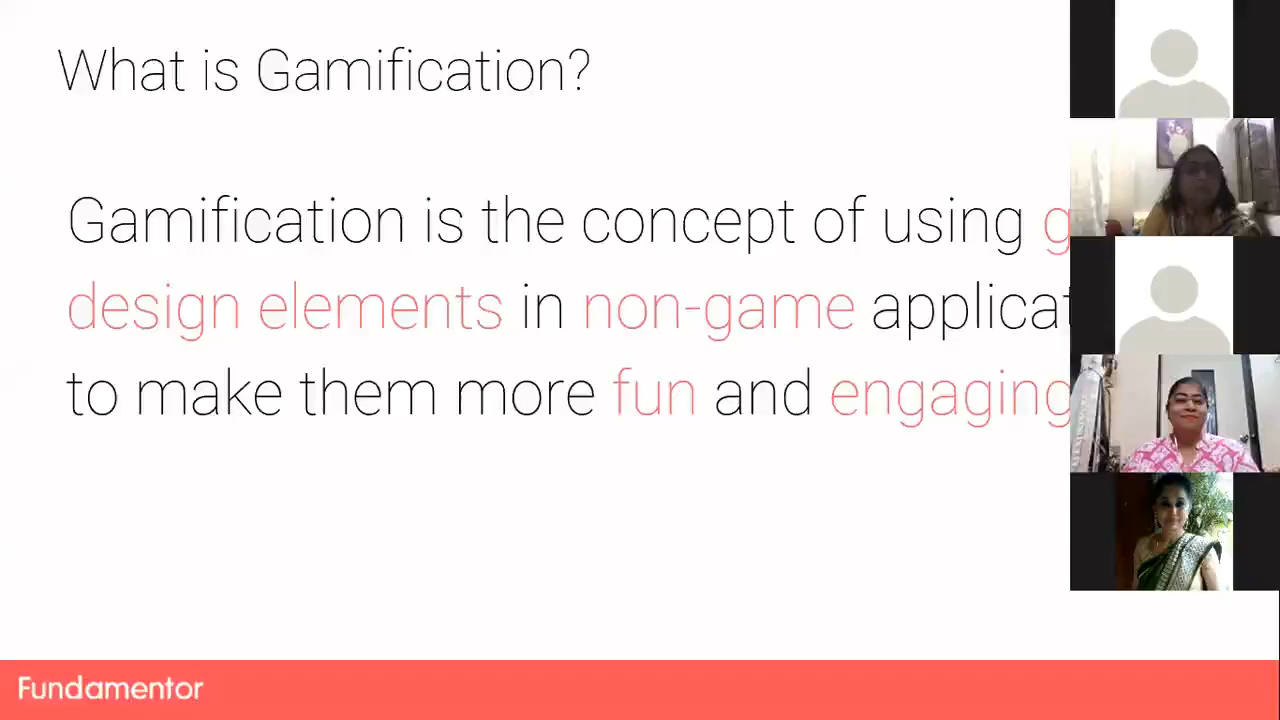 What is Gamification?
Gamification is the concept of using
design elements in non-game
to make them more fun and engaging
Fundamentor